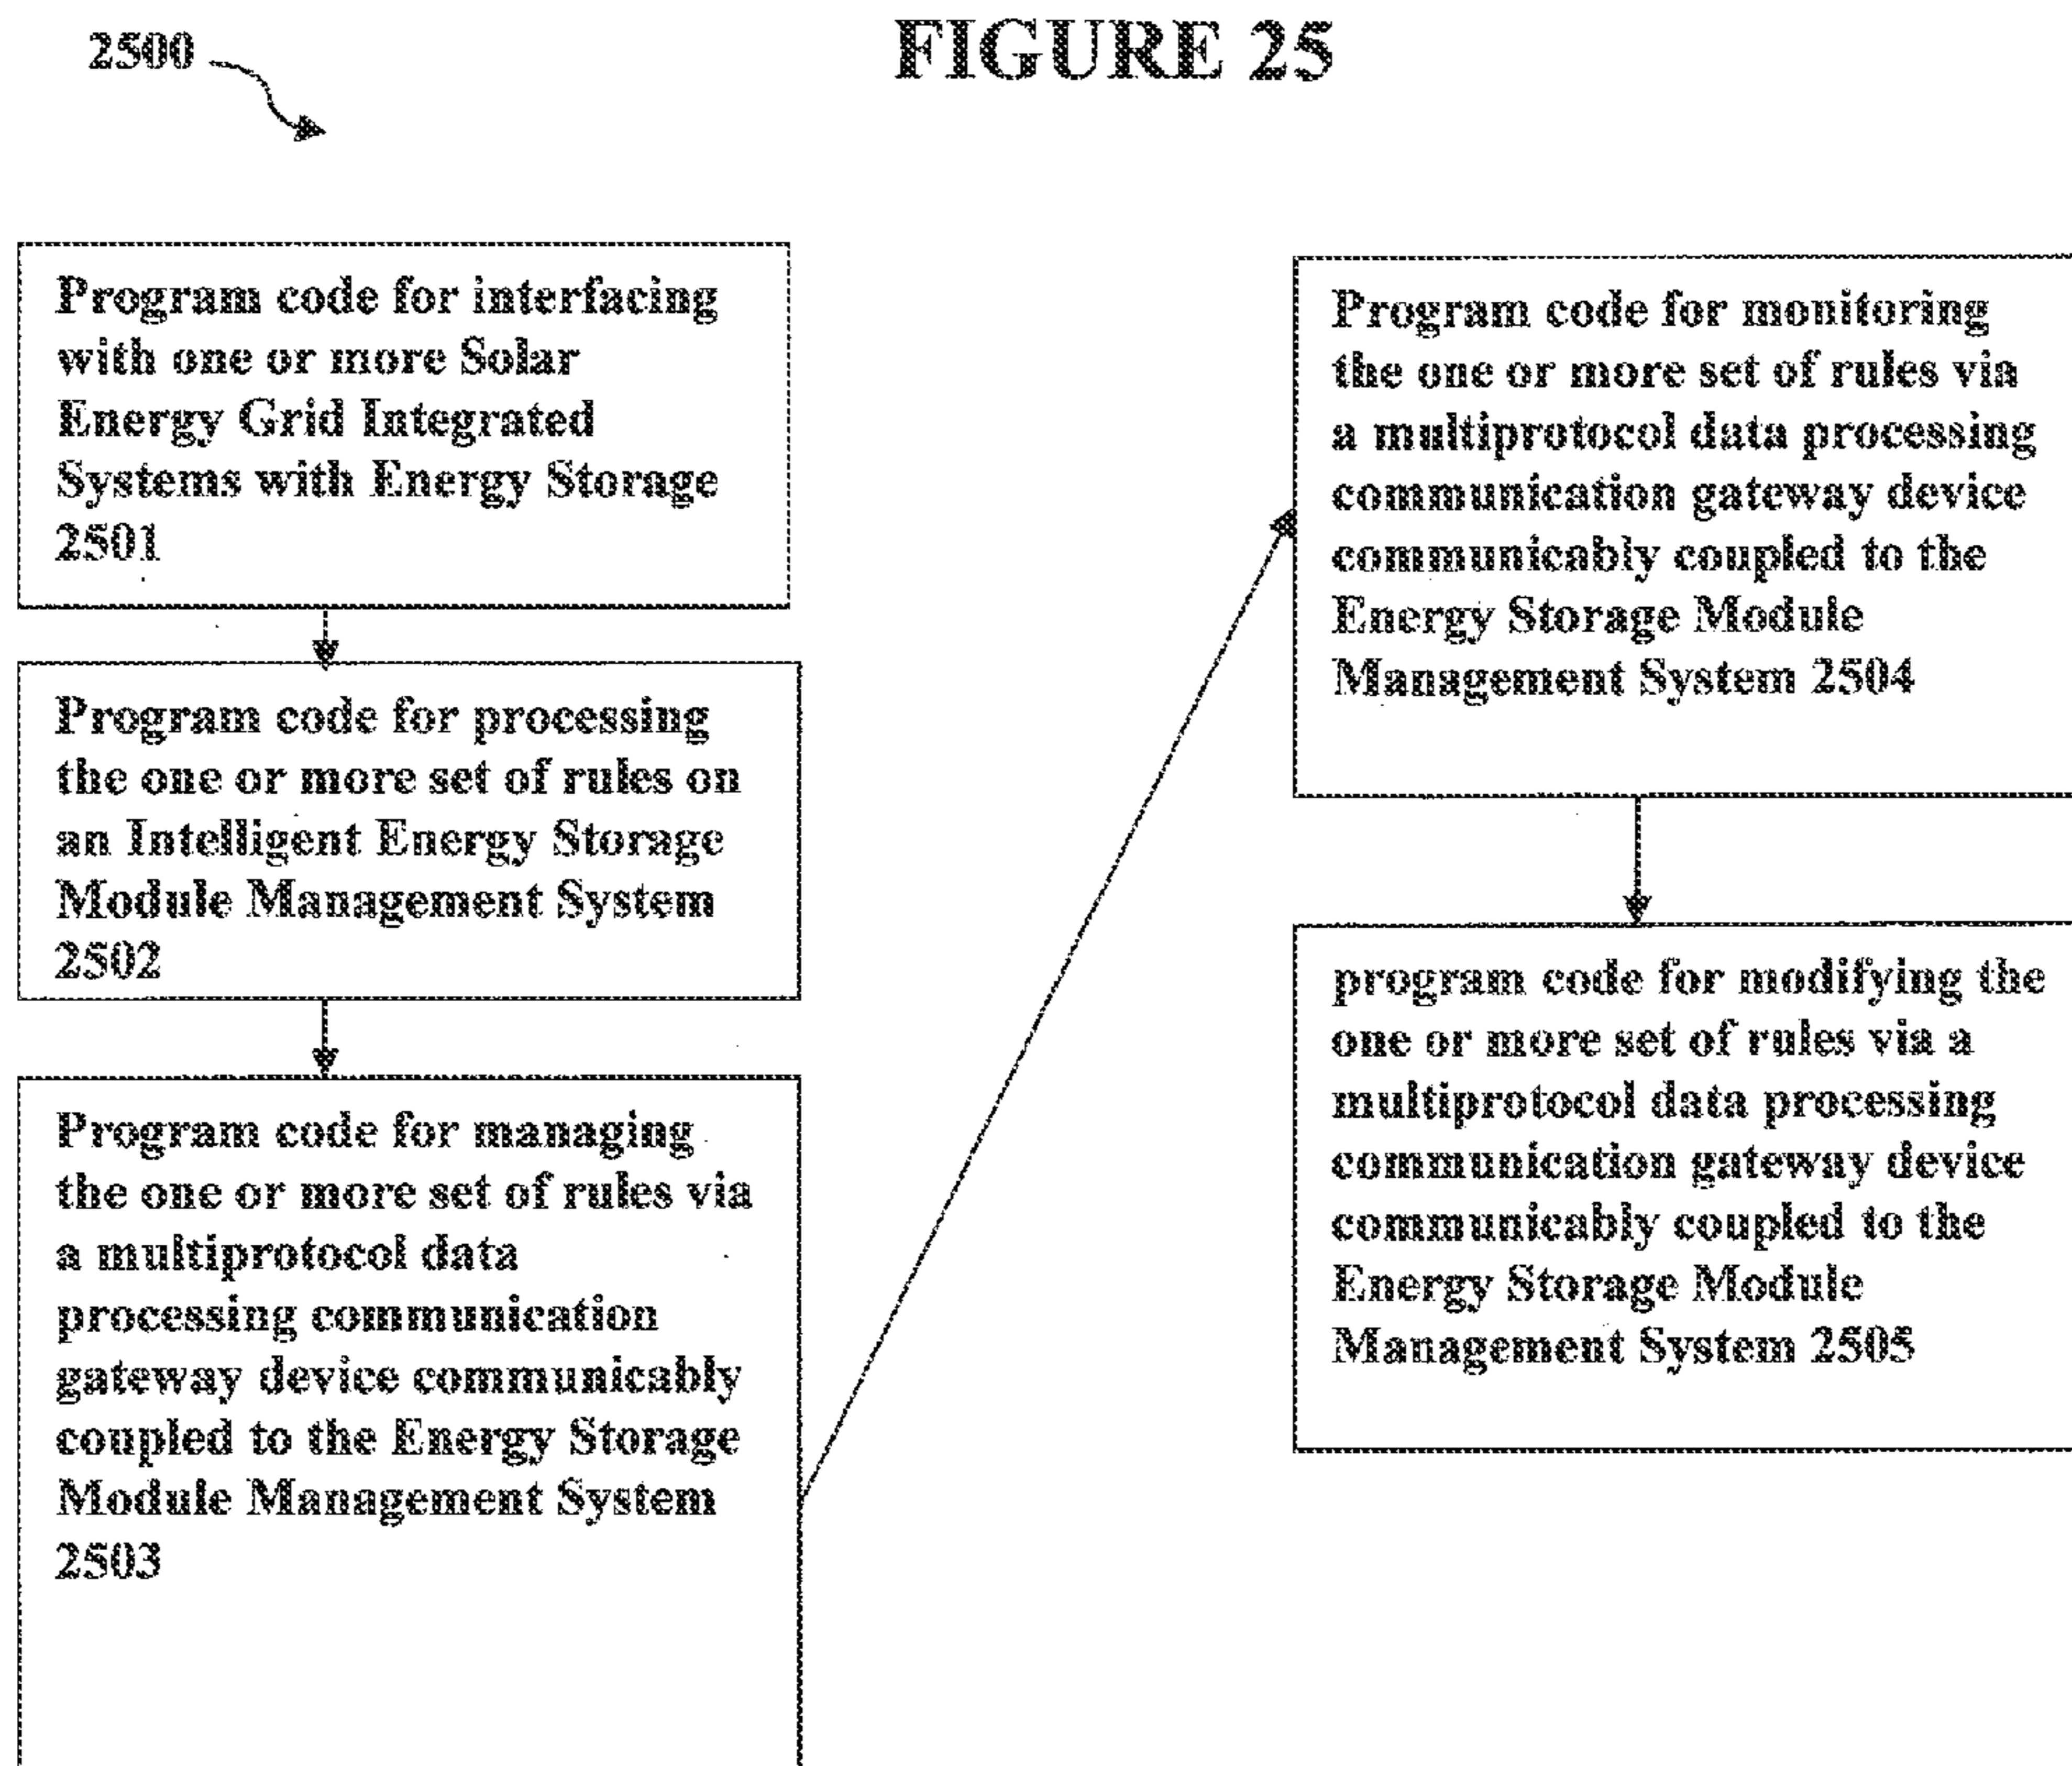 FIGURE 25
2500
Program code for interfacing
with one or more Solar
Energy Grid Integrated
Systems with Energy Storage
2501
Program code for processing
the one or more set of rules on
an Intelligent Energy Storage
Module Management System
2502
Program code for managing
the one or more set of rules via
a multiprotocol data
processing communication
gateway device communicably
coupled to the Energy Storage
Module Management System
2503
Program code for monitoring
the one or more set of rules via
a multiprotocol data processing
communication gateway device
communicably coupled to the
Energy Storage Module
Management System 2504
program code for modifying the
one or more set of rules via a
multiprotocol data processing
communication gateway device
communicably coupled to the
Energy Storage Module
Management System 2505